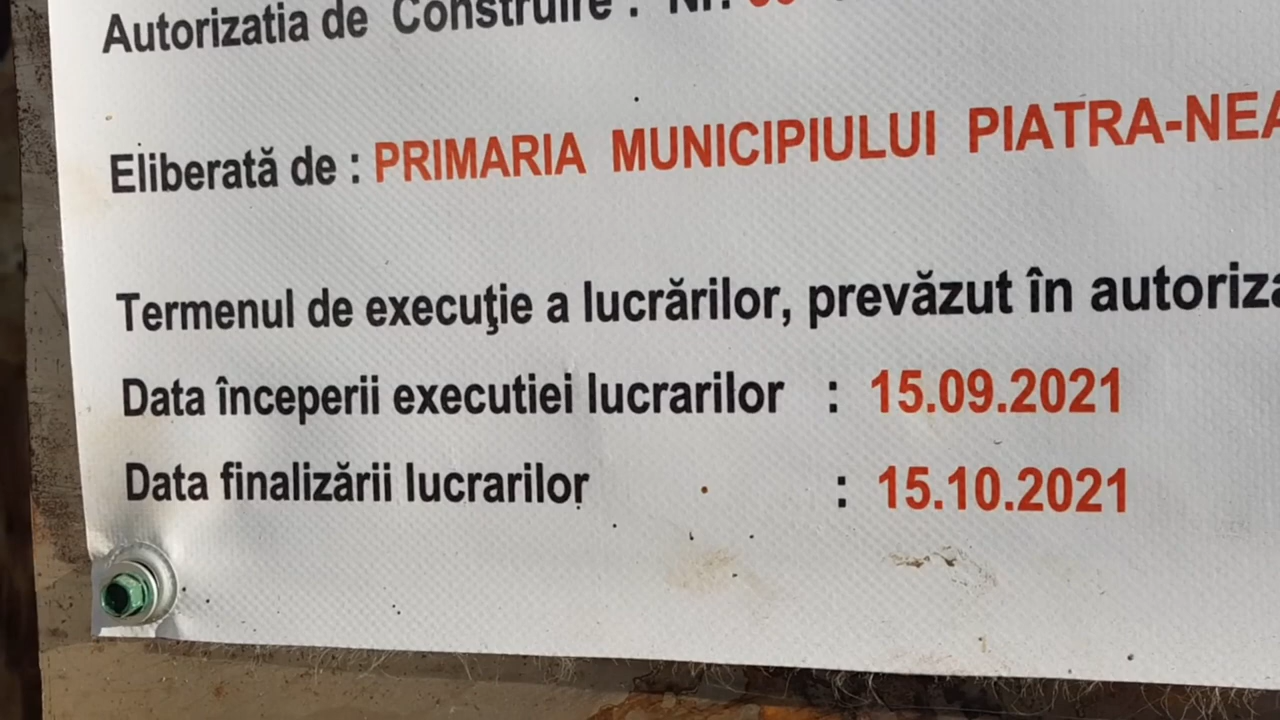 Autorizatia de Construire : Nr.
Eliberată de : PRIMARIA MUNICIPIULUI PIATRA-NEA
Termenul de execuţie a lucrărilor, prevăzut în autoriza
Data începerii executiei lucrarilor : 15.09.2021
Data finalizării lucrarilor : 15.10.2021